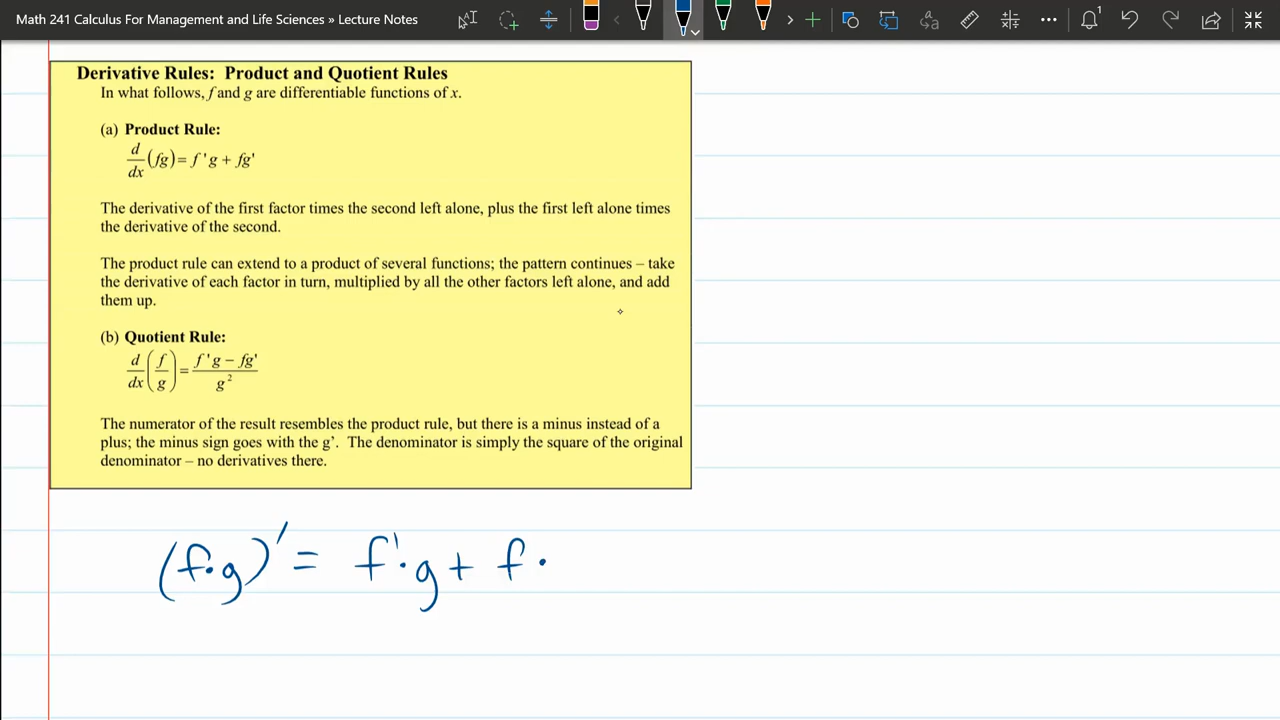 Math 241 Calculus For Management and Life Sciences » Lecture Notes
Derivative Rules: Product and Quotient Rules
In what follows, f and g are differentiable functions of x.
(a) Product Rule:
d/dx (fg) = f 'g + fg'
The derivative of the first factor times the second left alone, plus the first left alone times
the derivative of the second.
The product rule can extend to a product of several functions; the pattern continues – take
the derivative of each factor in turn, multiplied by all the other factors left alone, and add
them up.
(b) Quotient Rule:
d/dx (f/g) = (f 'g – fg')/g²
The numerator of the result resembles the product rule, but there is a minus instead of a
plus; the minus sign goes with the g’. The denominator is simply the square of the original
denominator – no derivatives there.
(f·g)' = f'·g + f·